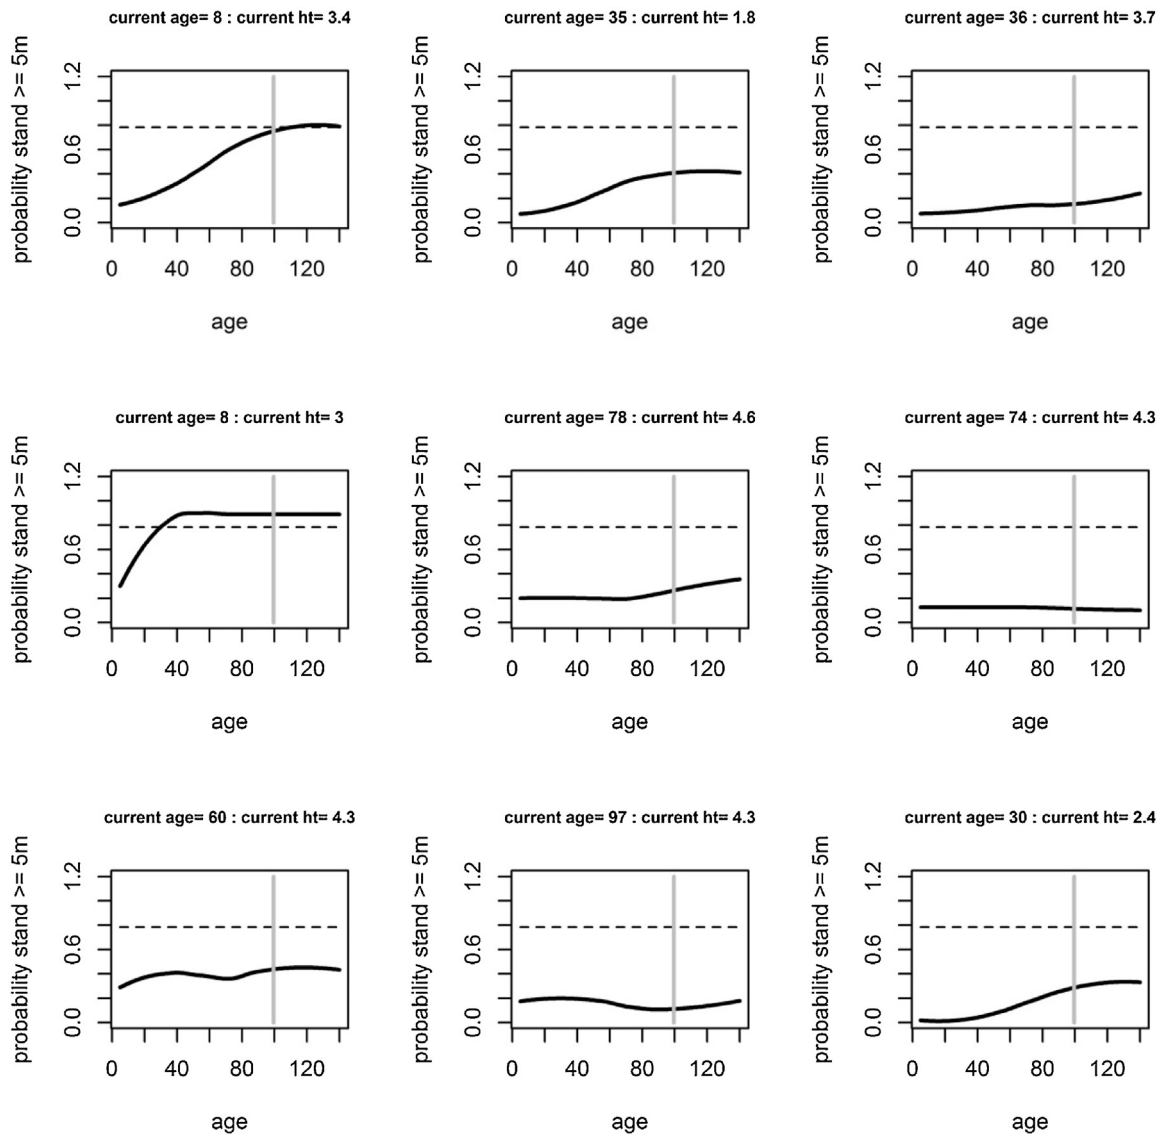 current age= 8 : current ht= 3.4
probability stand >= 5m
1.2
0.6
0.0
0 40 80 120
age
current age= 35 : current ht= 1.8
probability stand >= 5m
1.2
0.6
0.0
0 40 80 120
age
current age= 36 : current ht= 3.7
probability stand >= 5m
1.2
0.6
0.0
0 40 80 120
age
current age= 8 : current ht= 3
probability stand >= 5m
1.2
0.6
0.0
0 40 80 120
age
current age= 78 : current ht= 4.6
probability stand >= 5m
1.2
0.6
0.0
0 40 80 120
age
current age= 74 : current ht= 4.3
probability stand >= 5m
1.2
0.6
0.0
0 40 80 120
age
current age= 60 : current ht= 4.3
probability stand >= 5m
1.2
0.6
0.0
0 40 80 120
age
current age= 97 : current ht= 4.3
probability stand >= 5m
1.2
0.6
0.0
0 40 80 120
age
current age= 30 : current ht= 2.4
probability stand >= 5m
1.2
0.6
0.0
0 40 80 120
age